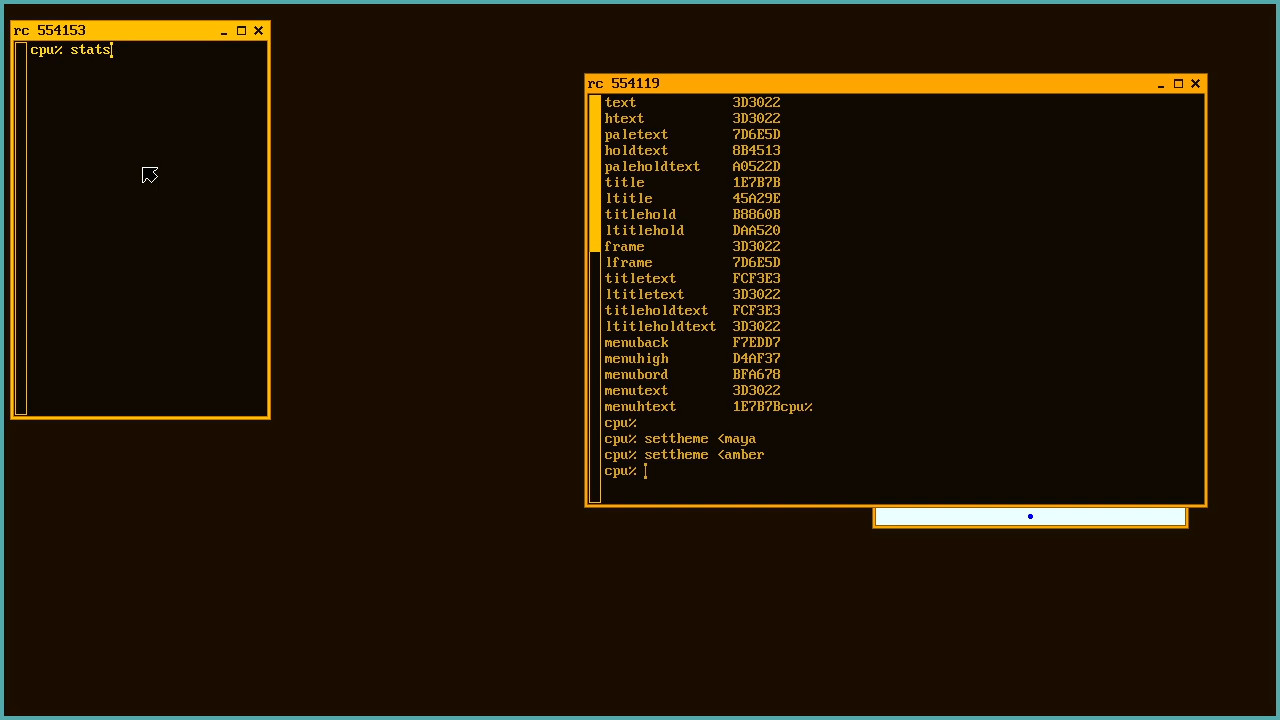 rc 554153
cpu% stats
rc 554119
text 3D3022
htext 3D3022
paletext 7D6E5D
holdtext 8B4513
paleholdtext A0522D
title 1E7B7B
ltitle 45A29E
titlehold B8860B
ltitlehold DAA520
frame 3D3022
lframe 7D6E5D
titletext FCF3E3
ltitletext 3D3022
titleholdtext FCF3E3
ltitleholdtext 3D3022
menuback F7EDD7
menuhigh D4AF37
menubord BFA678
menutext 3D3022
menuhtext 1E7B7Bcpu%
cpu%
cpu% settheme <maya
cpu% settheme <amber
cpu%